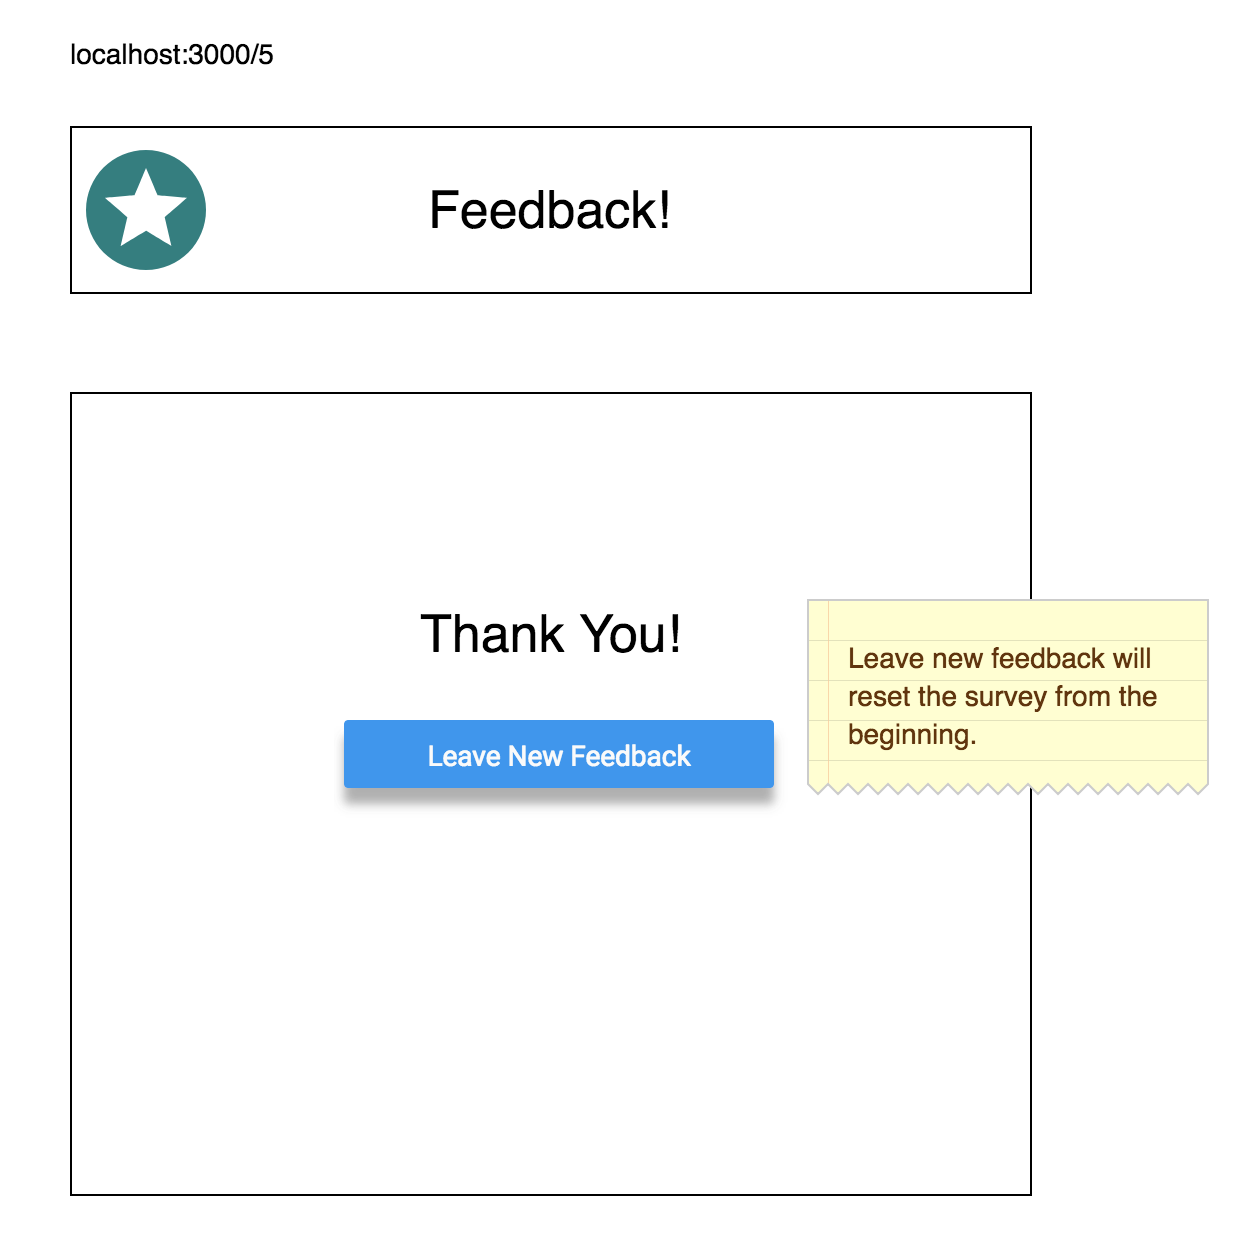 localhost:3000/5
Feedback!
Thank You!
Leave New Feedback
Leave new feedback will
reset the survey from the
beginning.